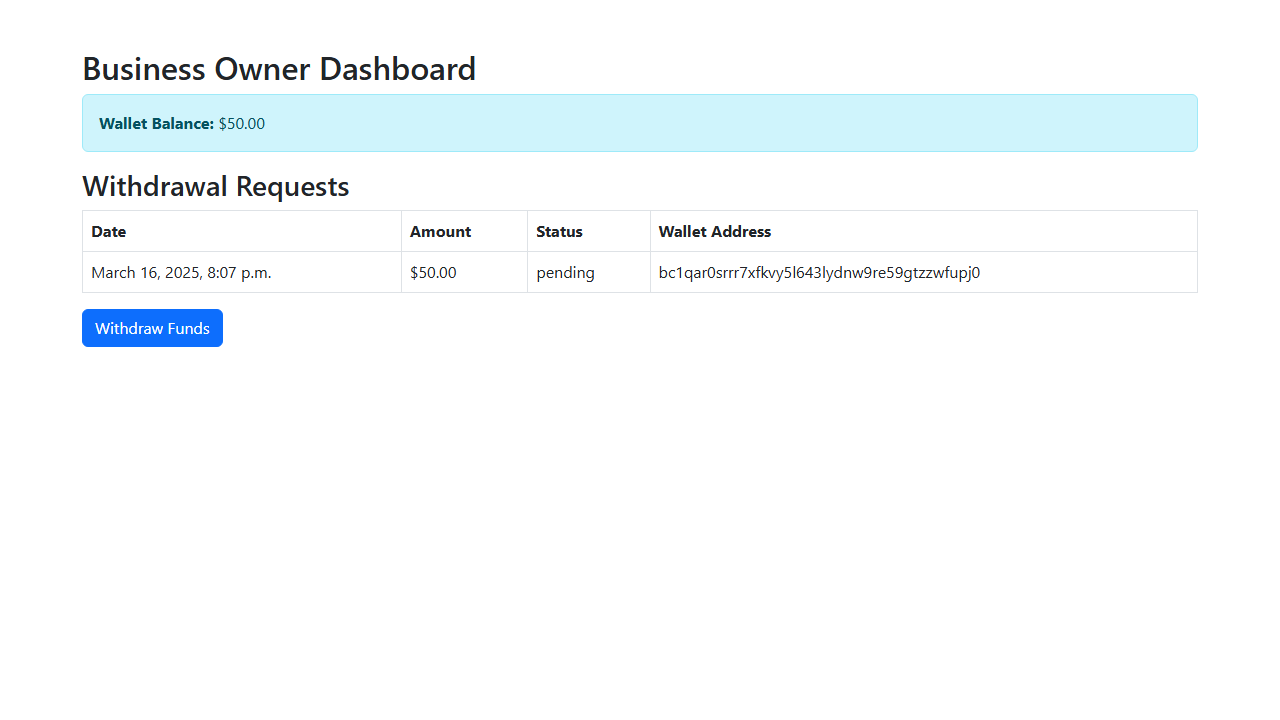 Business Owner Dashboard
Wallet Balance: $50.00
Withdrawal Requests
Date Amount Status Wallet Address
March 16, 2025, 8:07 p.m. $50.00 pending bc1qar0srrr7xfkvy5l643lydnw9re59gtzzwfupj0
Withdraw Funds